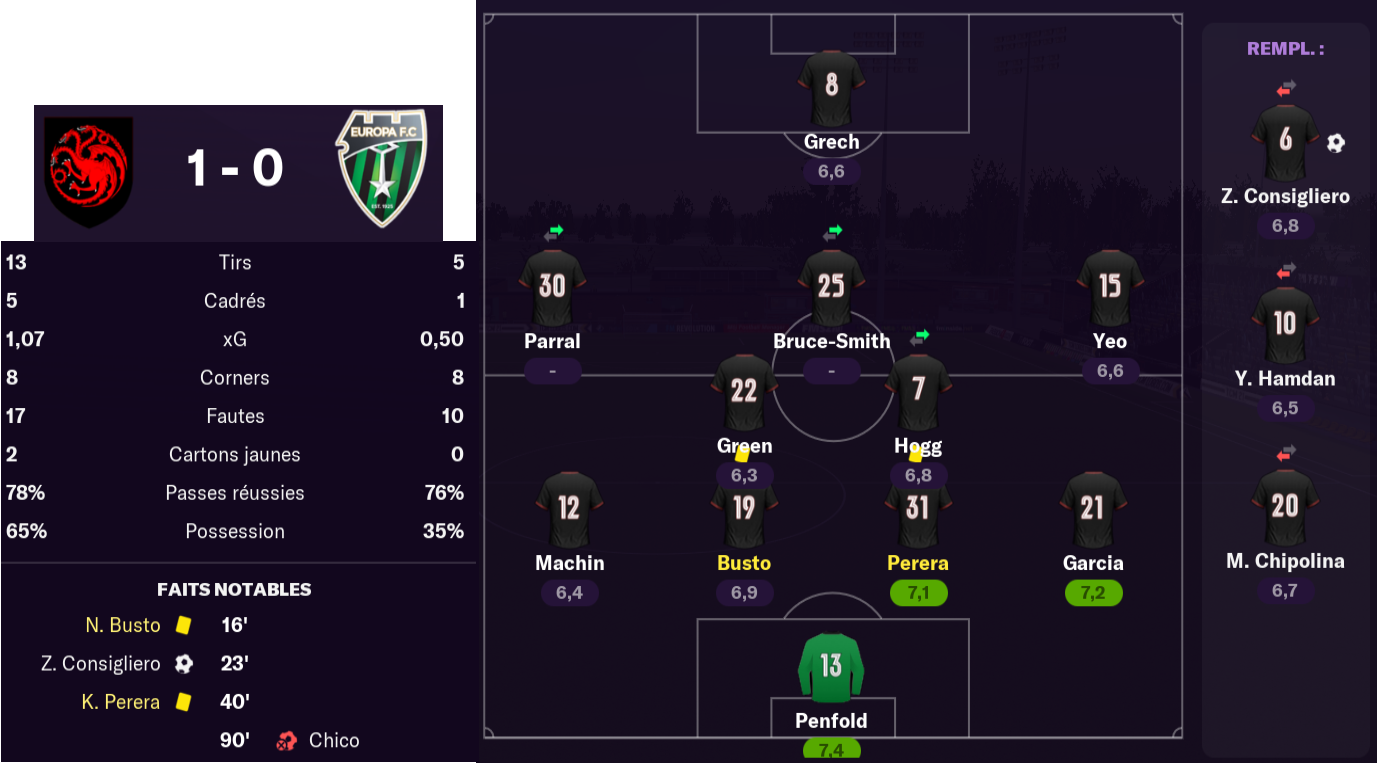 EUROPA F.C
EST. 1925
1 - 0
13 Tirs 5
5 Cadrés 1
1,07 xG 0,50
8 Corners 8
17 Fautes 10
2 Cartons jaunes 0
78% Passes réussies 76%
65% Possession 35%
FAITS NOTABLES
N. Busto 16'
Z. Consigliero 23'
K. Perera 40'
90' Chico
8
Grech
6,6
30 25 15
Parral Bruce-Smith Yeo
- - 6,6
22 7
Green Hogg
6,3 6,8
12 19 31 21
Machin Busto Perera Garcia
6,4 6,9 7,1 7,2
13
Penfold
7,4
REMPL. :
6
Z. Consigliero
6,8
10
Y. Hamdan
6,5
20
M. Chipolina
6,7